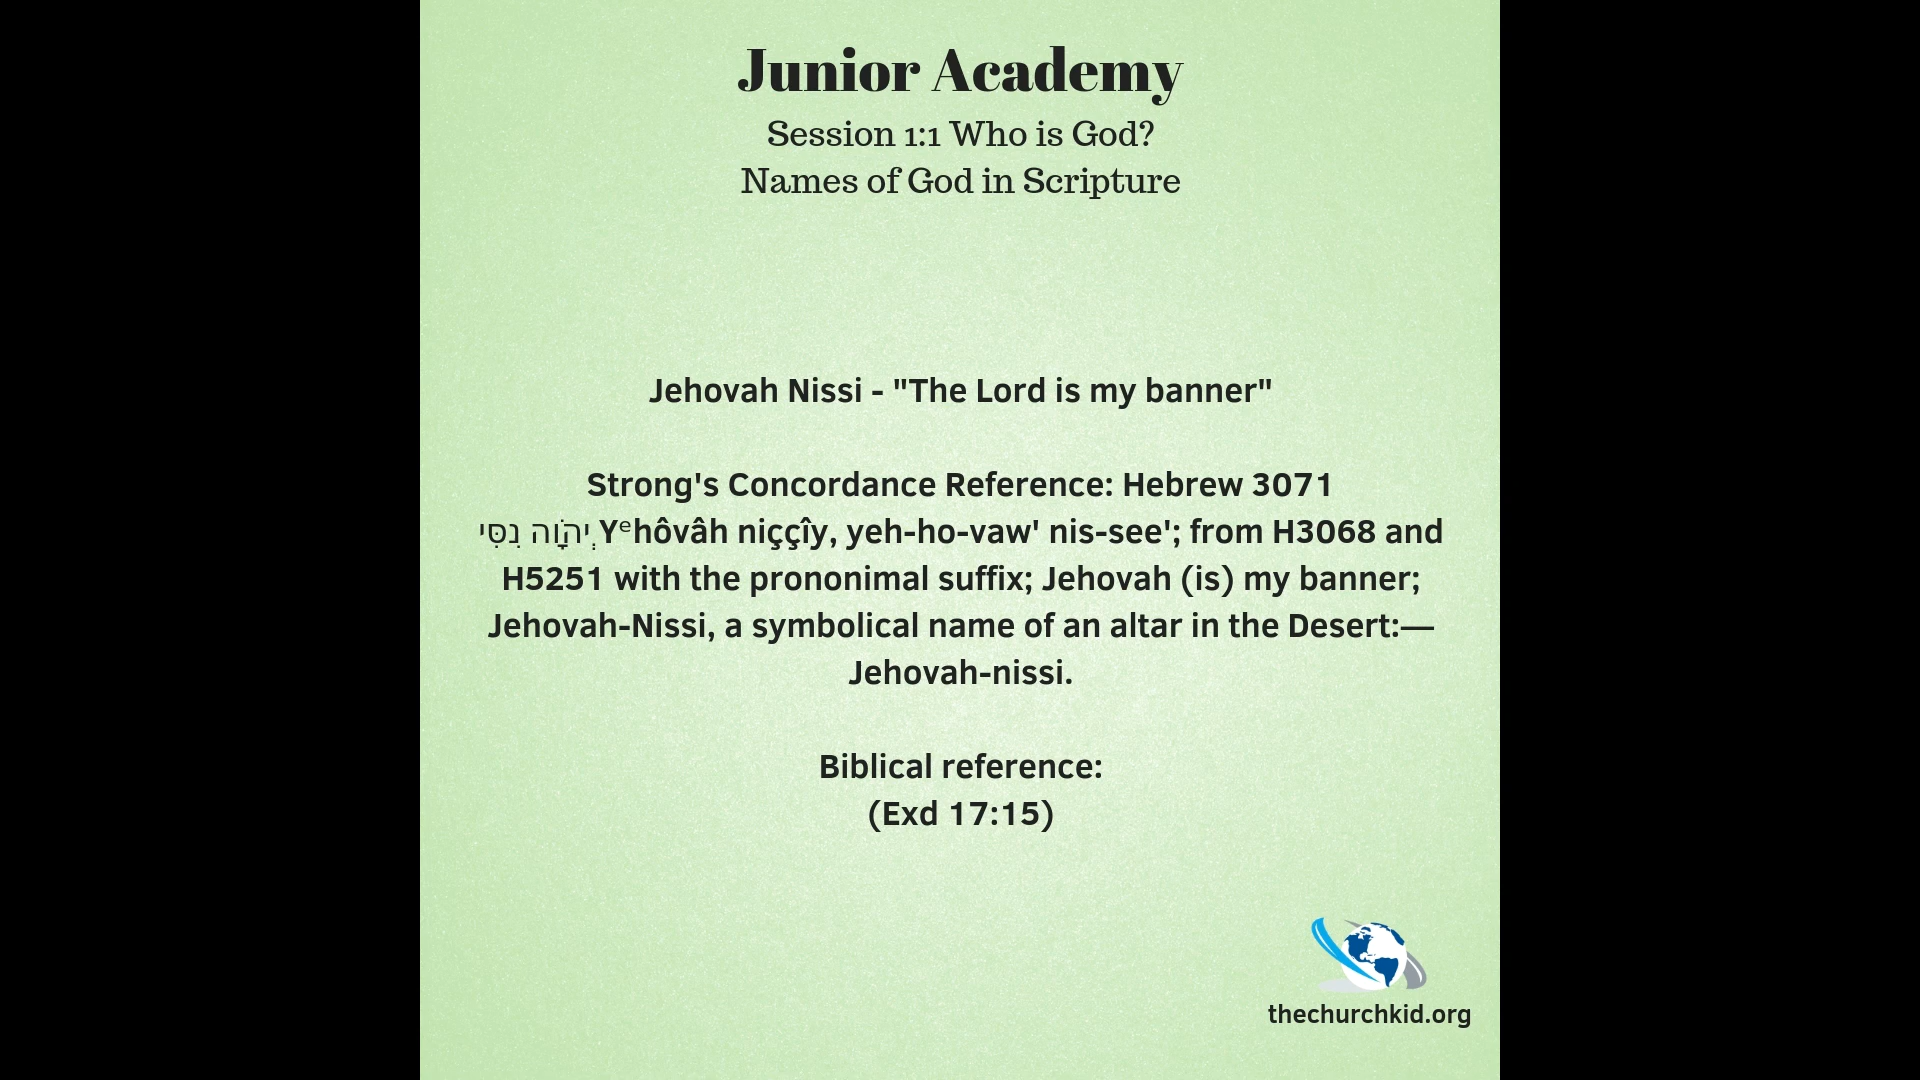 Junior Academy
Session 1:1 Who is God?
Names of God in Scripture
Jehovah Nissi - "The Lord is my banner"
Strong's Concordance Reference: Hebrew 3071
יְהֹוָה נִסִּי Yᵉhôvâh niççîy, yeh-ho-vaw' nis-see'; from H3068 and
H5251 with the prononimal suffix; Jehovah (is) my banner;
Jehovah-Nissi, a symbolical name of an altar in the Desert:—
Jehovah-nissi.
Biblical reference:
(Exd 17:15)
thechurchkid.org